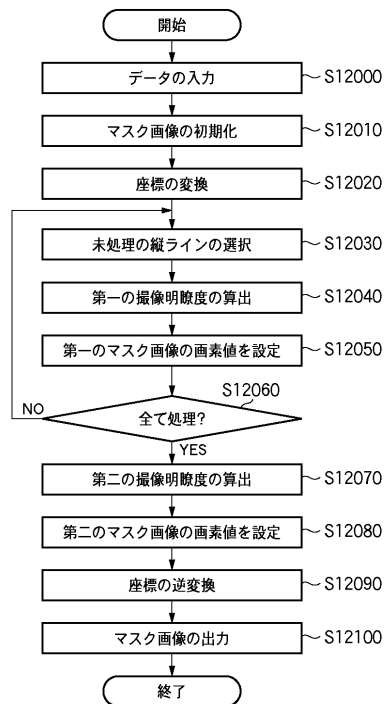 開始
データの入力 S12000
マスク画像の初期化 S12010
座標の変換 S12020
未処理の縦ラインの選択 S12030
第一の撮像明瞭度の算出 S12040
第一のマスク画像の画素値を設定 S12050
S12060
NO 全て処理?
YES
第二の撮像明瞭度の算出 S12070
第二のマスク画像の画素値を設定 S12080
座標の逆変換 S12090
マスク画像の出力 S12100
終了